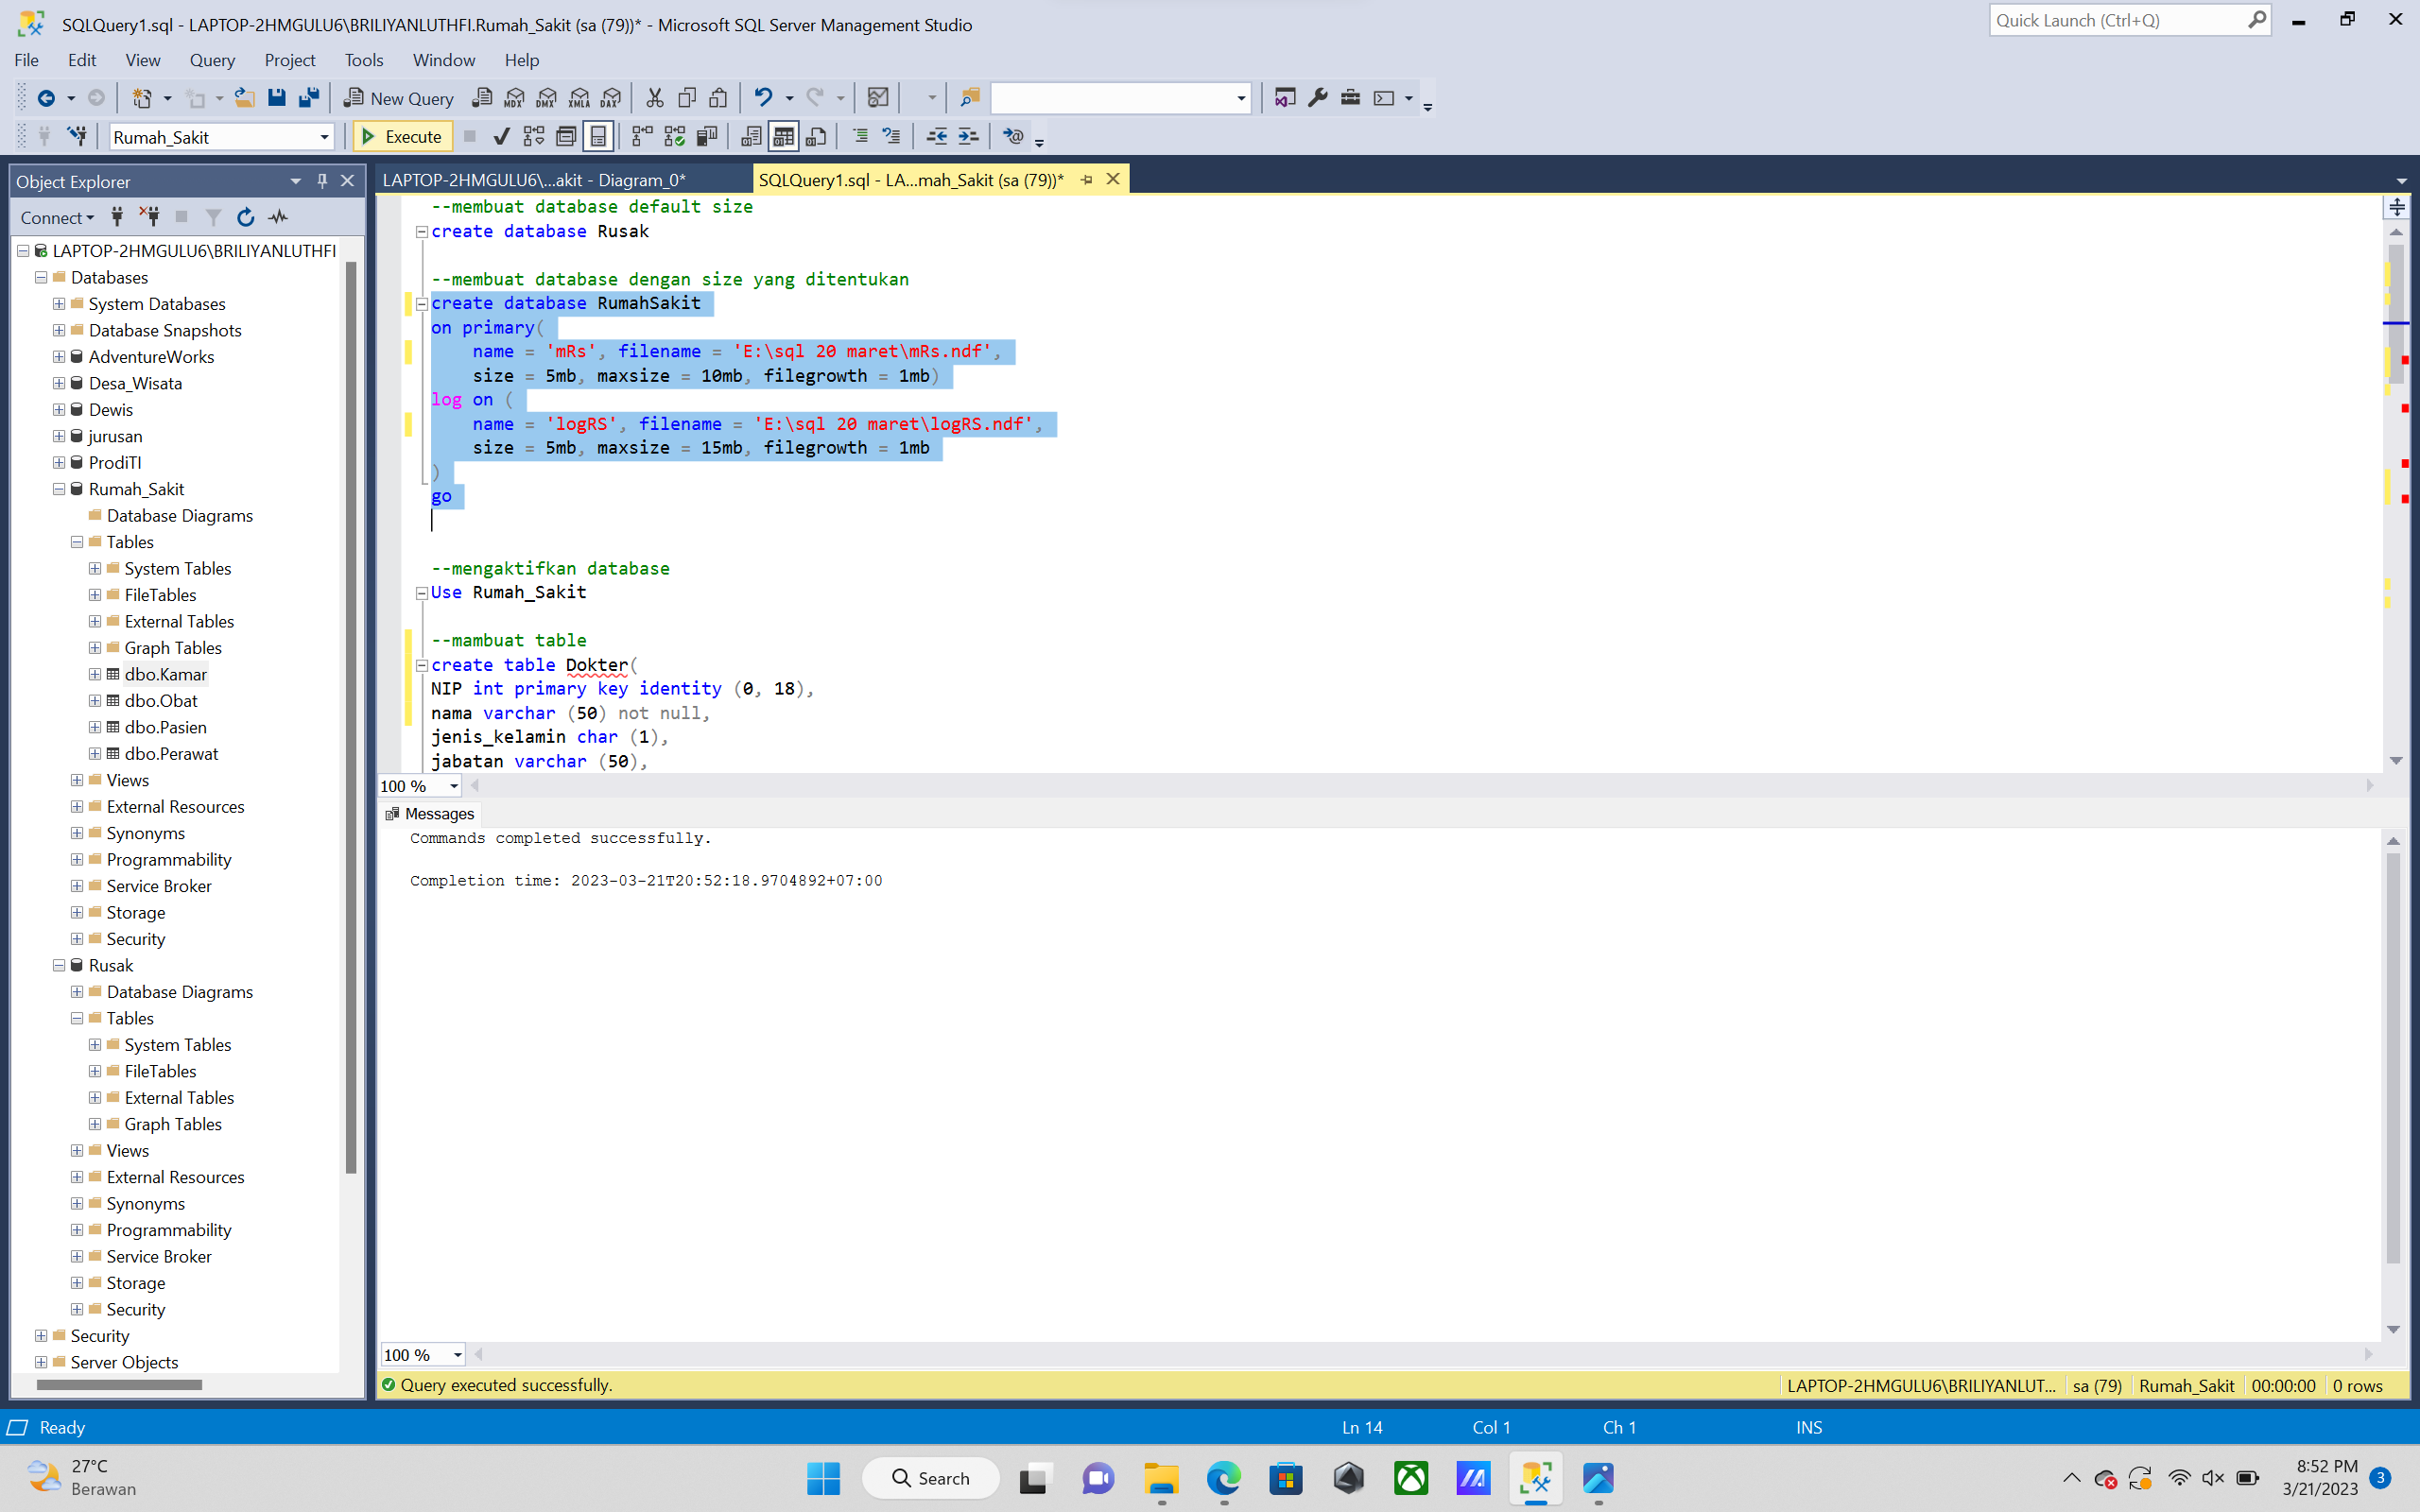 SQLQuery1.sql - LAPTOP-2HMGULU6\BRILIYANLUTHFI.Rumah_Sakit (sa (79))* - Microsoft SQL Server Management Studio
Quick Launch (Ctrl+Q)
File Edit View Query Project Tools Window Help
New Query MDX DMX XMLA DAX
Rumah_Sakit Execute
Object Explorer
LAPTOP-2HMGULU6\...akit - Diagram_0*
SQLQuery1.sql - LA...mah_Sakit (sa (79))*
Connect
LAPTOP-2HMGULU6\BRILIYANLUTHFI
Databases
System Databases
Database Snapshots
AdventureWorks
Desa_Wisata
Dewis
jurusan
ProdiTI
Rumah_Sakit
Database Diagrams
Tables
System Tables
FileTables
External Tables
Graph Tables
dbo.Kamar
dbo.Obat
dbo.Pasien
dbo.Perawat
Views
External Resources
Synonyms
Programmability
Service Broker
Storage
Security
Rusak
Database Diagrams
Tables
System Tables
FileTables
External Tables
Graph Tables
Views
External Resources
Synonyms
Programmability
Service Broker
Storage
Security
Security
Server Objects
--membuat database default size
create database Rusak
--membuat database dengan size yang ditentukan
create database RumahSakit
on primary(
name = 'mRs', filename = 'E:\sql 20 maret\mRs.ndf',
size = 5mb, maxsize = 10mb, filegrowth = 1mb)
log on (
name = 'logRS', filename = 'E:\sql 20 maret\logRS.ndf',
size = 5mb, maxsize = 15mb, filegrowth = 1mb
)
go
--mengaktifkan database
Use Rumah_Sakit
--mambuat table
create table Dokter(
NIP int primary key identity (0, 18),
nama varchar (50) not null,
jenis_kelamin char (1),
jabatan varchar (50),
100 %
Messages
Commands completed successfully.
Completion time: 2023-03-21T20:52:18.9704892+07:00
100 %
Query executed successfully.
LAPTOP-2HMGULU6\BRILIYANLUT... sa (79) Rumah_Sakit 00:00:00 0 rows
Ready Ln 14 Col 1 Ch 1 INS
27°C
Berawan
Search
8:52 PM
3/21/2023
3